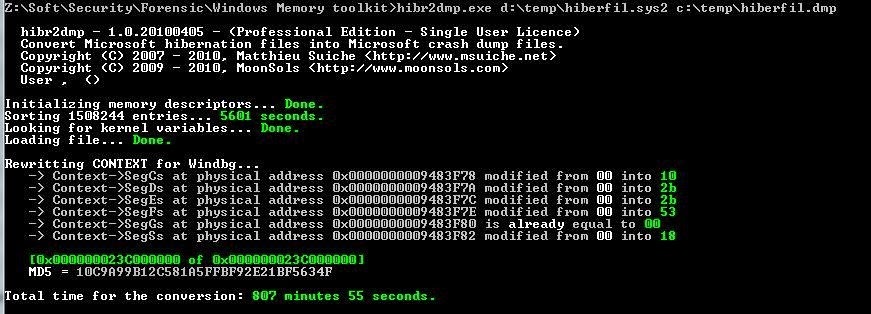 Z:\Soft\Security\Forensic\Windows Memory toolkit>hibr2dmp.exe d:\temp\hiberfil.sys2 c:\temp\hiberfil.dmp
hibr2dmp - 1.0.20100405 - (Professional Edition - Single User Licence)
Convert Microsoft hibernation files into Microsoft crash dump files.
Copyright (C) 2007 - 2010, Matthieu Suiche <http://www.msuiche.net>
Copyright (C) 2009 - 2010, MoonSols <http://www.moonsols.com>
User , ()
Initializing memory descriptors... Done.
Sorting 1508244 entries... 5601 seconds.
Looking for kernel variables... Done.
Loading file... Done.
Rewritting CONTEXT for Windbg...
-> Context->SegCs at physical address 0x0000000009483F78 modified from 00 into 10
-> Context->SegDs at physical address 0x0000000009483F7A modified from 00 into 2b
-> Context->SegEs at physical address 0x0000000009483F7C modified from 00 into 2b
-> Context->SegFs at physical address 0x0000000009483F7E modified from 00 into 53
-> Context->SegGs at physical address 0x0000000009483F80 is already equal to 00
-> Context->SegSs at physical address 0x0000000009483F82 modified from 00 into 18
[0x000000023C000000 of 0x000000023C000000]
MD5 = 10C9A99B12C581A5FFBF92E21BF5634F
Total time for the conversion: 807 minutes 55 seconds.